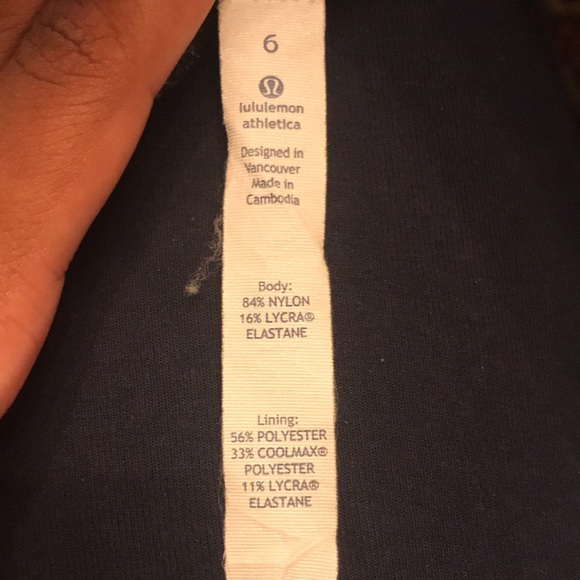 6
lululemon
athletica
Designed in
Vancouver
Made in
Cambodia
Body:
84% NYLON
16% LYCRA®
ELASTANE
Lining:
56% POLYESTER
33% COOLMAX®
POLYESTER
11% LYCRA®
ELASTANE